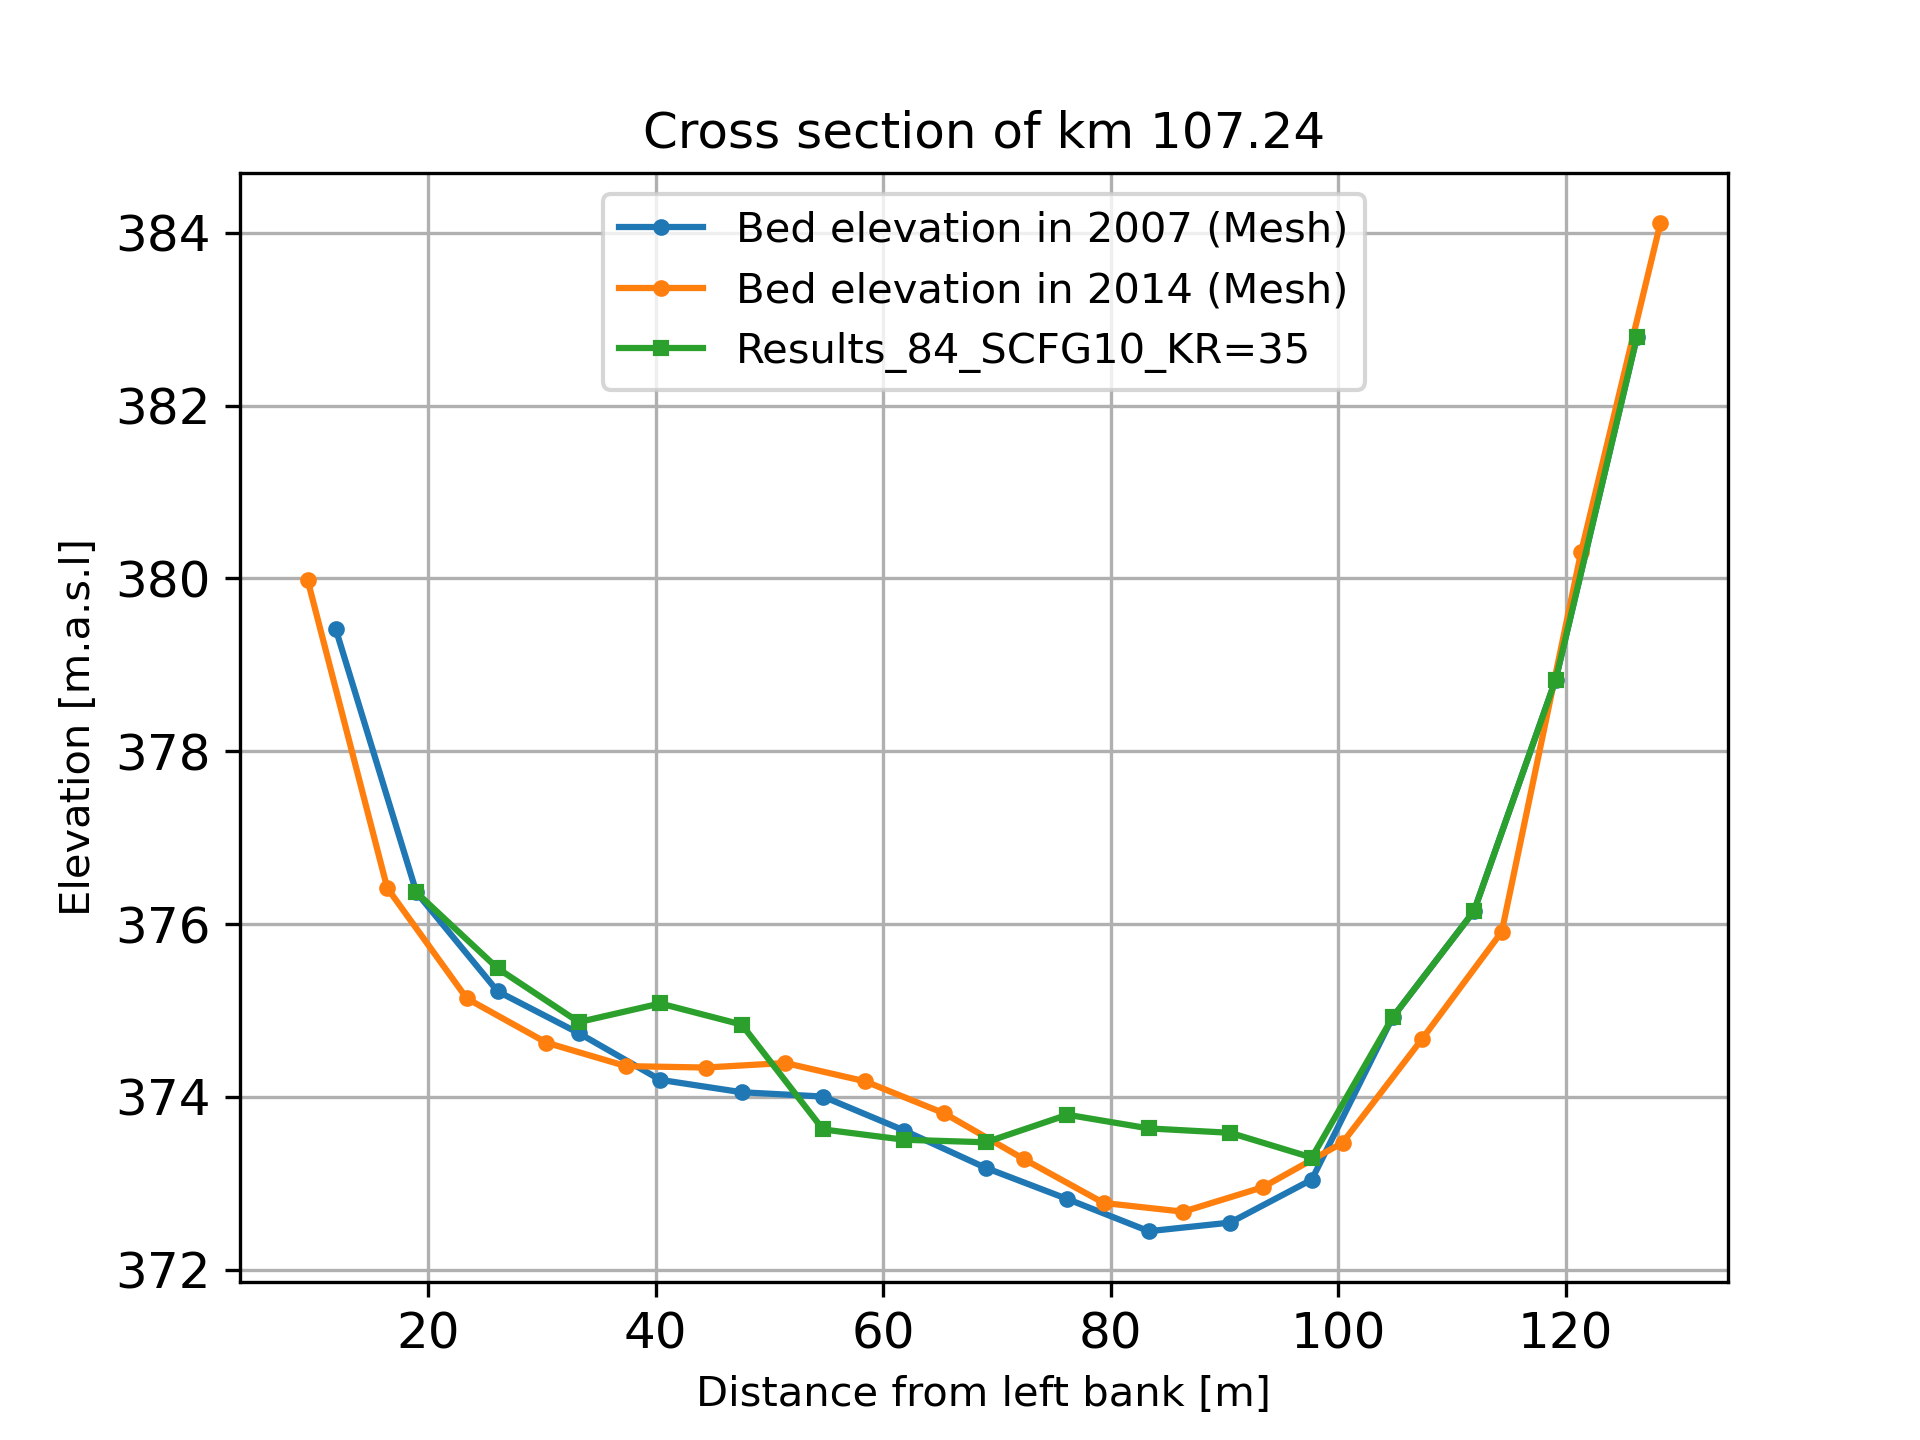 Cross section of km 107.24
Bed elevation in 2007 (Mesh)
Bed elevation in 2014 (Mesh)
Results_84_SCFG10_KR=35
Elevation [m.a.s.l]
384
382
380
378
376
374
372
20 40 60 80 100 120
Distance from left bank [m]